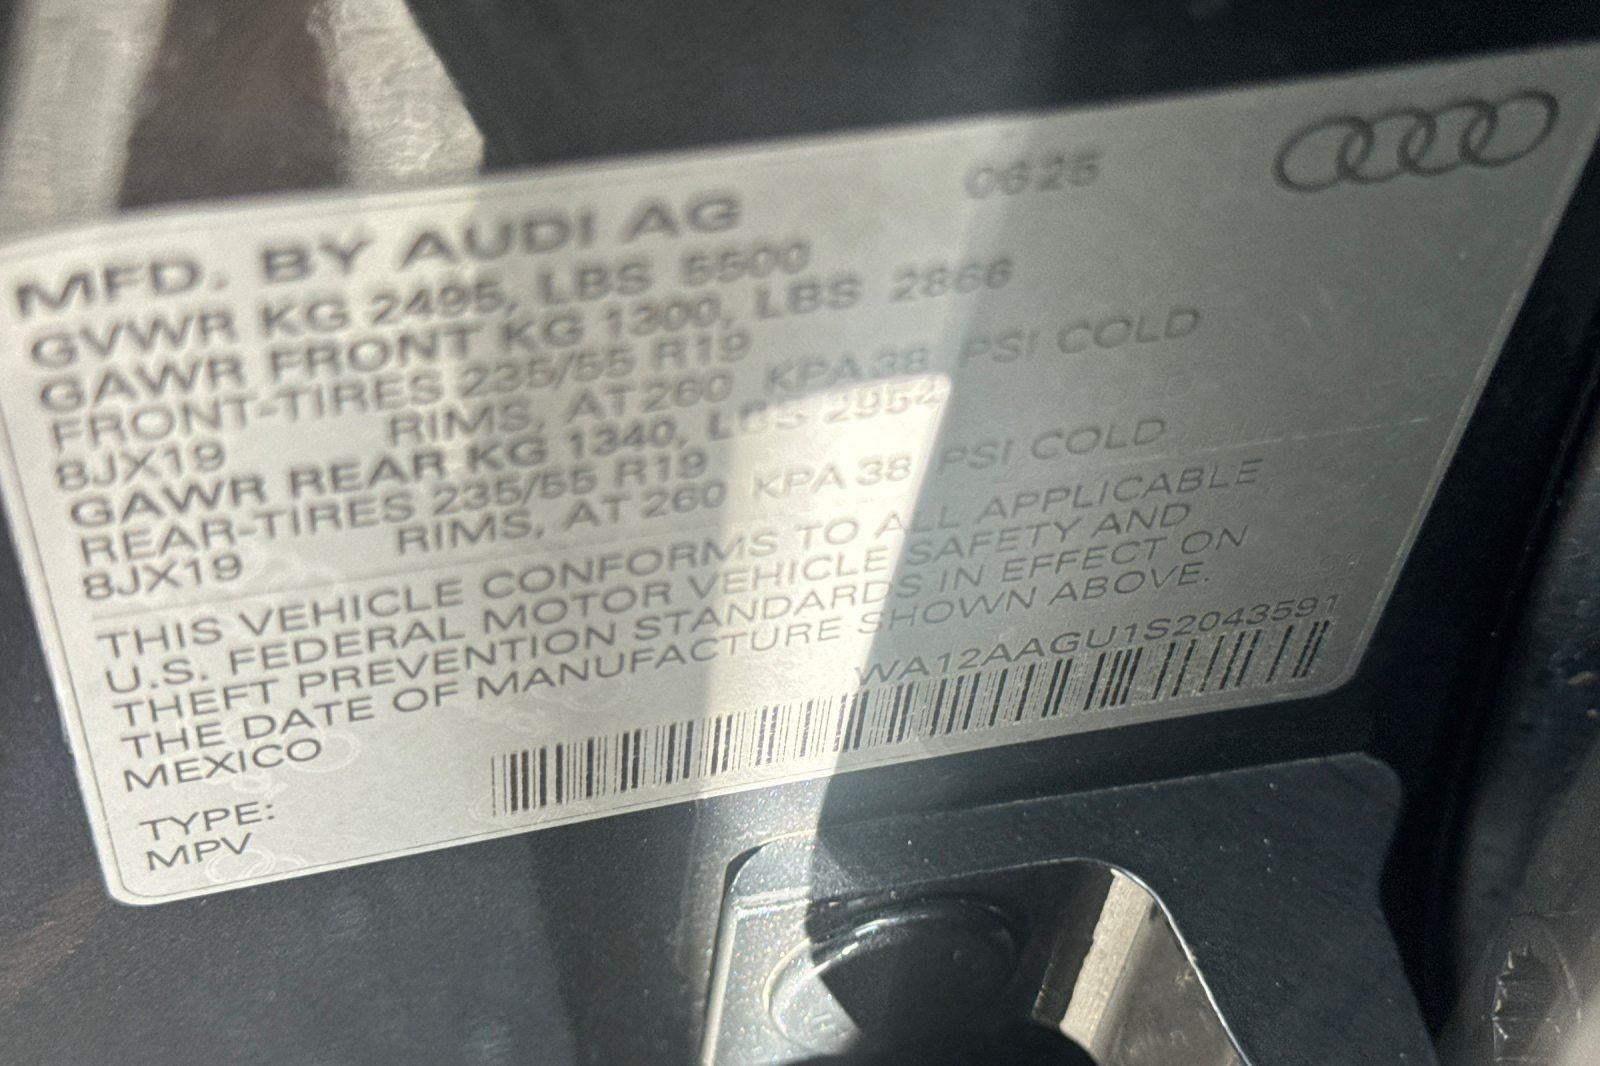 0625
MFD. BY AUDI AG
GVWR KG 2495, LBS 5500
GAWR FRONT KG 1300, LBS 2866
FRONT-TIRES 235/55 R19
8JX19 RIMS, AT 260 KPA 38 PSI COLD
GAWR REAR KG 1340, LBS 2954
REAR-TIRES 235/55 R19
8JX19 RIMS, AT 260 KPA 38 PSI COLD
THIS VEHICLE CONFORMS TO ALL APPLICABLE
U.S. FEDERAL MOTOR VEHICLE SAFETY AND
THEFT PREVENTION STANDARDS IN EFFECT ON
THE DATE OF MANUFACTURE SHOWN ABOVE.
MEXICO
WA12AAGU1S2043591
TYPE:
MPV